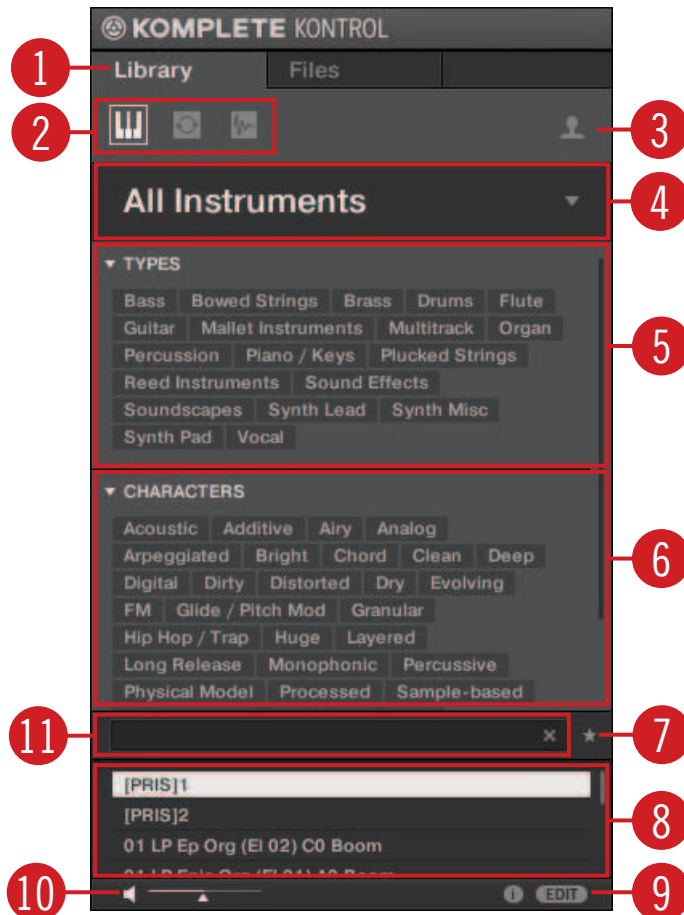 KOMPLETE KONTROL
1 Library Files
2 3
All Instruments 4
TYPES
Bass Bowed Strings Brass Drums Flute
Guitar Mallet Instruments Multitrack Organ
Percussion Piano / Keys Plucked Strings 5
Reed Instruments Sound Effects
Soundscapes Synth Lead Synth Misc
Synth Pad Vocal
CHARACTERS
Acoustic Additive Airy Analog
Arpeggiated Bright Chord Clean Deep 6
Digital Dirty Distorted Dry Evolving
FM Glide / Pitch Mod Granular
Hip Hop / Trap Huge Layered
Long Release Monophonic Percussive
Physical Model Processed Sample-based
11 × 7
[PRIS]1
[PRIS]2 8
01 LP Ep Org (El 02) C0 Boom
10 i EDIT 9